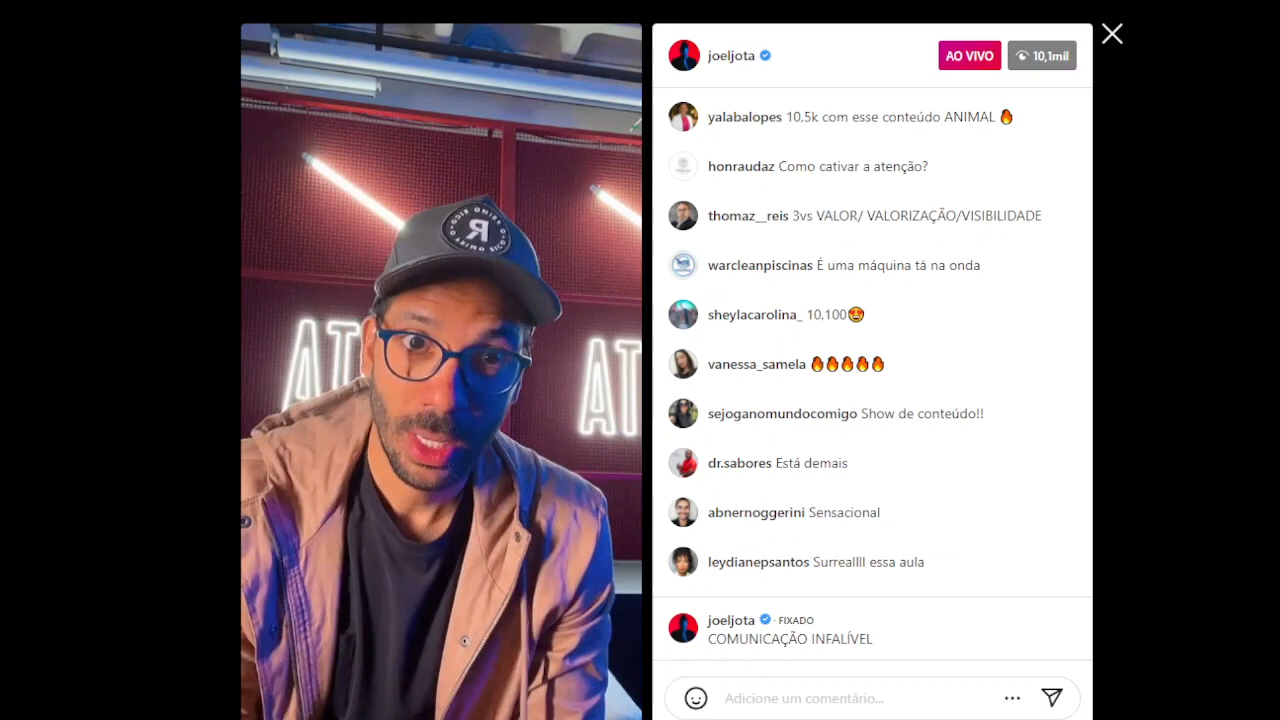 joeljota
AO VIVO
10,1mil
yalabalopes 10,5k com esse conteúdo ANIMAL 🔥
honraudaz Como cativar a atenção?
thomaz__reis 3vs VALOR/ VALORIZAÇÃO/VISIBILIDADE
warcleanpiscinas É uma máquina tá na onda
sheylacarolina_ 10,100🤩
vanessa_samela 🔥🔥🔥🔥🔥
sejoganomundocomigo Show de conteúdo!!
dr.sabores Está demais
abnernoggerini Sensacional
leydianepsantos Surreallll essa aula
joeljota · FIXADO
COMUNICAÇÃO INFALÍVEL
Adicione um comentário...
R
AT
AT